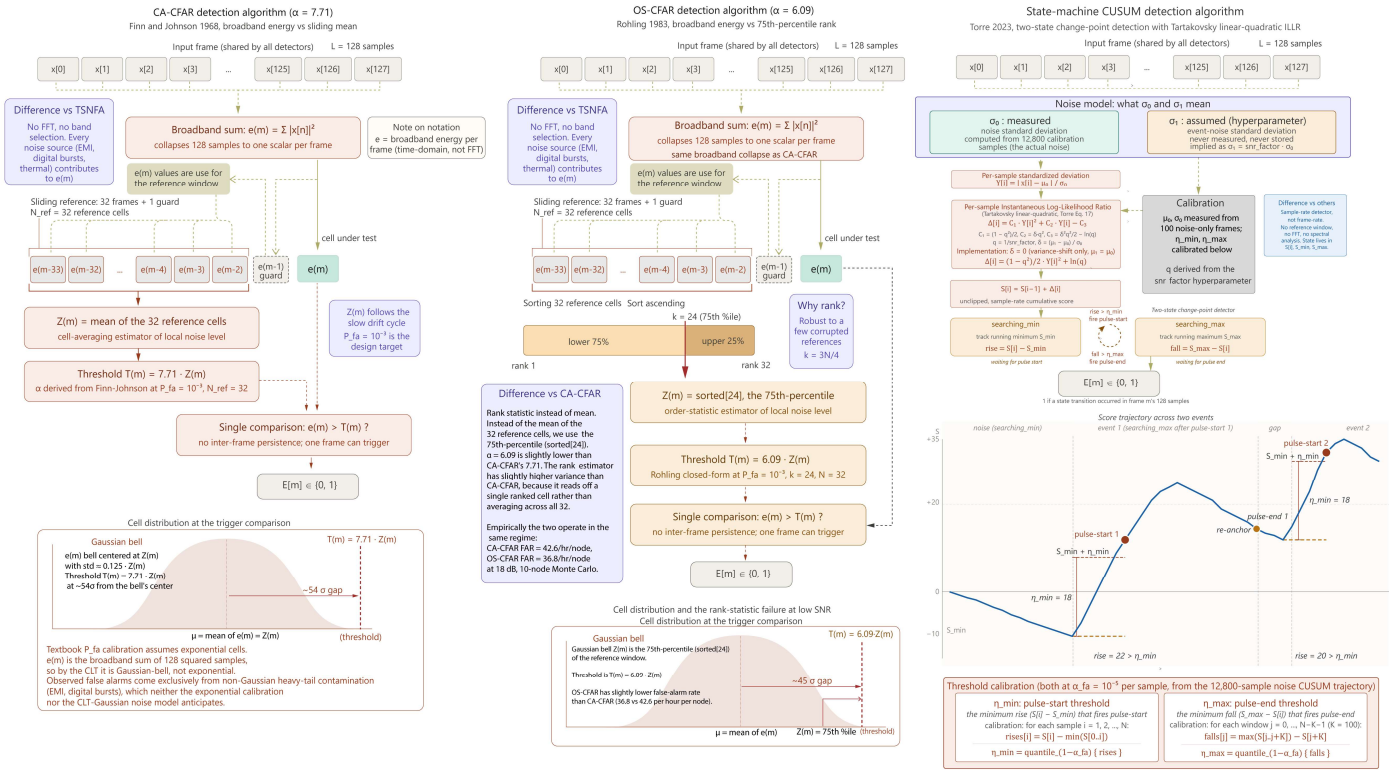 CA-CFAR detection algorithm (α = 7.71)
Finn and Johnson 1968, broadband energy vs sliding mean
Input frame (shared by all detectors) L = 128 samples
x[0] x[1] x[2] x[3] ... x[125] x[126] x[127]
Difference vs TSNFA
No FFT, no band
selection. Every
noise source (EMI,
digital bursts,
thermal) contributes
to e(m)
Broadband sum: e(m) = Σ |x[n]|²
collapses 128 samples to one scalar per frame
Note on notation
e = broadband energy per
frame (time-domain, not FFT)
e(m) values are use for
the reference window
Sliding reference: 32 frames + 1 guard
N_ref = 32 reference cells
cell under test
e(m-33) e(m-32) ... e(m-4) e(m-3) e(m-2) e(m-1) guard e(m)
Z(m) = mean of the 32 reference cells
cell-averaging estimator of local noise level
Z(m) follows the
slow drift cycle
P_fa = 10⁻³ is the
design target
Threshold T(m) = 7.71 · Z(m)
α derived from Finn-Johnson at P_fa = 10⁻³, N_ref = 32
Single comparison: e(m) > T(m) ?
no inter-frame persistence; one frame can trigger
E[m] ∈ {0, 1}
Cell distribution at the trigger comparison
Gaussian bell
T(m) = 7.71 · Z(m)
e(m) bell centered at Z(m)
with std ≈ 0.125 · Z(m)
Threshold T(m) − 7.71 · Z(m)
at ~54σ from the bell's center
~54 σ gap
μ = mean of e(m) = Z(m)
(threshold)
Textbook P_fa calibration assumes exponential cells.
e(m) is the broadband sum of 128 squared samples,
so by the CLT it is Gaussian-bell, not exponential.
Observed false alarms come exclusively from non-Gaussian heavy-tail contamination
(EMI, digital bursts), which neither the exponential calibration
nor the CLT-Gaussian noise model anticipates.
OS-CFAR detection algorithm (α = 6.09)
Rohling 1983, broadband energy vs 75th-percentile rank
Input frame (shared by all detectors) L = 128 samples
x[0] x[1] x[2] x[3] ... x[125] x[126] x[127]
Difference vs TSNFA
No FFT, no band
selection. Every
noise source (EMI,
digital bursts,
thermal) contributes
to e(m)
Broadband sum: e(m) = Σ |x[n]|²
collapses 128 samples to one scalar per frame
same broadband collapse as CA-CFAR
e(m) values are use for
the reference window
Sliding reference: 32 frames + 1 guard
N_ref = 32 reference cells
cell under test
e(m-33) e(m-32) ... e(m-4) e(m-3) e(m-2) e(m-1) guard e(m)
Sorting 32 reference cells Sort ascending
k = 24 (75th %ile)
lower 75% upper 25%
rank 1 rank 32
Why rank?
Robust to a
few corrupted
references
k = 3N/4
Difference vs CA-CFAR
Rank statistic instead of mean.
Instead of the mean of the
32 reference cells, we use the
75th-percentile (sorted[24]).
α = 6.09 is slightly lower than
CA-CFAR's 7.71. The rank estimator
has slightly higher variance than
CA-CFAR, because it reads off a
single ranked cell rather than
averaging across all 32.
Empirically the two operate in the
same regime:
CA-CFAR FAR = 42.6/hr/node,
OS-CFAR FAR = 36.8/hr/node
at 18 dB, 10-node Monte Carlo.
Z(m) = sorted[24], the 75th-percentile
order-statistic estimator of local noise level
Threshold T(m) = 6.09 · Z(m)
Rohling closed-form at P_fa = 10⁻³, k = 24, N = 32
Single comparison: e(m) > T(m) ?
no inter-frame persistence; one frame can trigger
E[m] ∈ {0, 1}
Cell distribution and the rank-statistic failure at low SNR
Cell distribution at the trigger comparison
Gaussian bell
T(m) = 6.09·Z(m)
Gaussian bell Z(m) is the 75th-percentile (sorted[24])
of the reference window.
Threshold is T(m) = 6.09 · Z(m)
OS-CFAR has slightly lower false-alarm rate
than CA-CFAR (36.8 vs 42.6 per hour per node).
~45 σ gap
μ = mean of e(m) Z(m) = 75th %ile (threshold)
State-machine CUSUM detection algorithm
Torre 2023, two-state change-point detection with Tartakovsky linear-quadratic ILLR
Input frame (shared by all detectors) L = 128 samples
x[0] x[1] x[2] x[3] ... x[125] x[126] x[127]
Noise model: what σ₀ and σ₁ mean
σ₀ : measured
noise standard deviation
computed from 12,800 calibration
samples (the actual noise)
σ₁ : assumed (hyperparameter)
event-noise standard deviation
never measured, never stored
implied as σ₁ = snr_factor · σ₀
Per-sample standardized deviation
Y[i] = | x[i] − μ₀ | / σ₀
Per-sample Instantaneous Log-Likelihood Ratio
(Tartakovsky linear-quadratic, Torre Eq. 17)
Δ[i] = C₁ · Y[i]² + C₂ · Y[i] − C₃
C₁ = (1 − q²)/2, C₂ = δ·q², C₃ = δ²q²/2 − ln(q)
q = 1/snr_factor, δ = (μ₁ − μ₀) / σ₀
Implementation: δ = 0 (variance-shift only, μ₁ = μ₀)
Δ[i] = (1 − q²)/2 · Y[i]² + ln(q)
Calibration
μ₀, σ₀ measured from
100 noise-only frames;
η_min, η_max
calibrated below
q derived from the
snr factor hyperparameter
Difference vs others
Sample-rate detector,
not frame-rate.
No reference window,
no FFT, no spectral
analysis. State lives in
S[i], S_min, S_max.
S[i] = S[i−1] + Δ[i]
unclipped, sample-rate cumulative score
rise > η_min
fire pulse-start
Two-state change-point detector
searching_min
track running minimum S_min
rise = S[i] − S_min
waiting for pulse start
fall > η_max
fire pulse-end
searching_max
track running maximum S_max
fall = S_max − S[i]
waiting for pulse end
E[m] ∈ {0, 1}
1 if a state transition occurred in frame m's 128 samples
Score trajectory across two events
S
noise (searching_min) event 1 (searching_max after pulse-start 1) gap event 2
+35
+20
0
−10
pulse-start 2
S_min + η_min
η_min = 18
pulse-end 1
re-anchor
pulse-start 1
S_min + η_min
η_min = 18
S_min
rise = 22 > η_min rise = 20 > η_min
Threshold calibration (both at α_fa = 10⁻⁵ per sample, from the 12,800-sample noise CUSUM trajectory)
η_min: pulse-start threshold
the minimum rise (S[i] − S_min) that fires pulse-start
calibration: for each sample i = 1, 2, ..., N:
rises[i] = S[i] − min(S[0..i])
η_min = quantile_(1−α_fa) { rises }
η_max: pulse-end threshold
the minimum fall (S_max − S[i]) that fires pulse-end
calibration: for each window j = 0, ..., N−K−1 (K = 100):
falls[j] = max(S[j..j+K]) − S[j+K]
η_max = quantile_(1−α_fa) { falls }